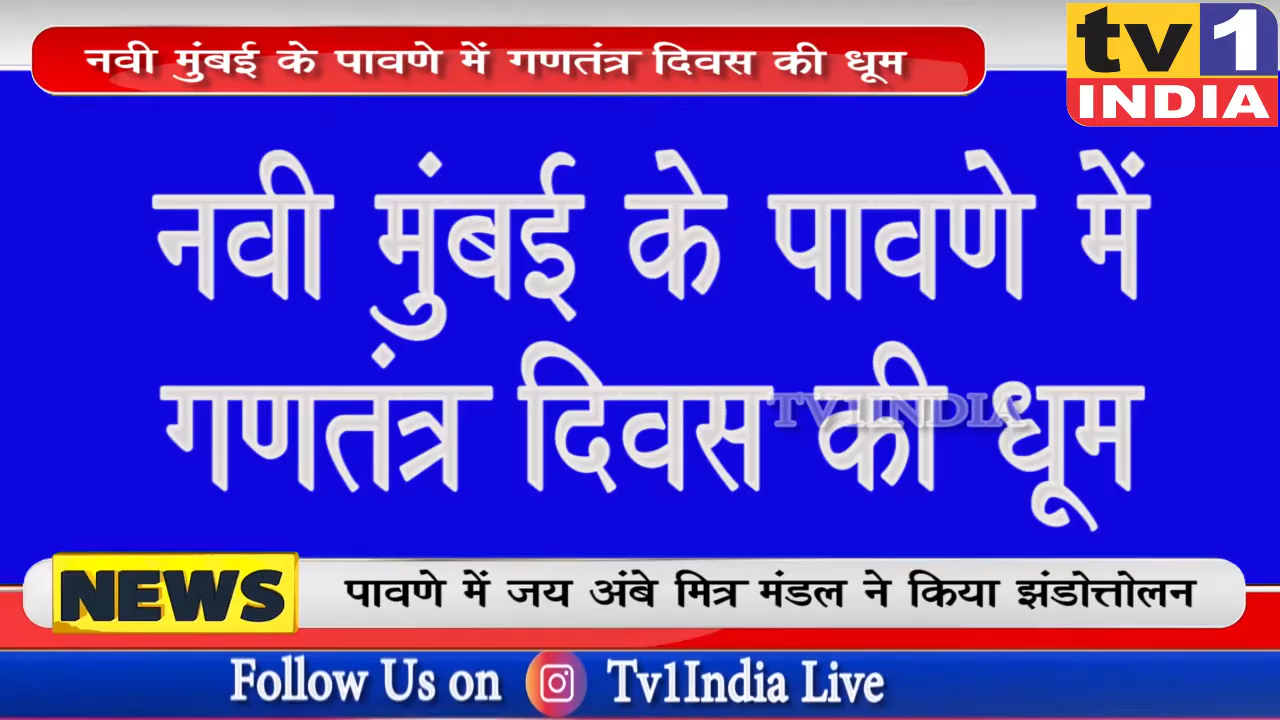 नवी मुंबई के पावणे में गणतंत्र दिवस की धूम
tv1
INDIA
नवी मुंबई के पावणे में
गणतंत्र दिवस की धूम
TV1INDIA
NEWS
पावणे में जय अंबे मित्र मंडल ने किया झंडोत्तोलन
Follow Us on Tv1India Live